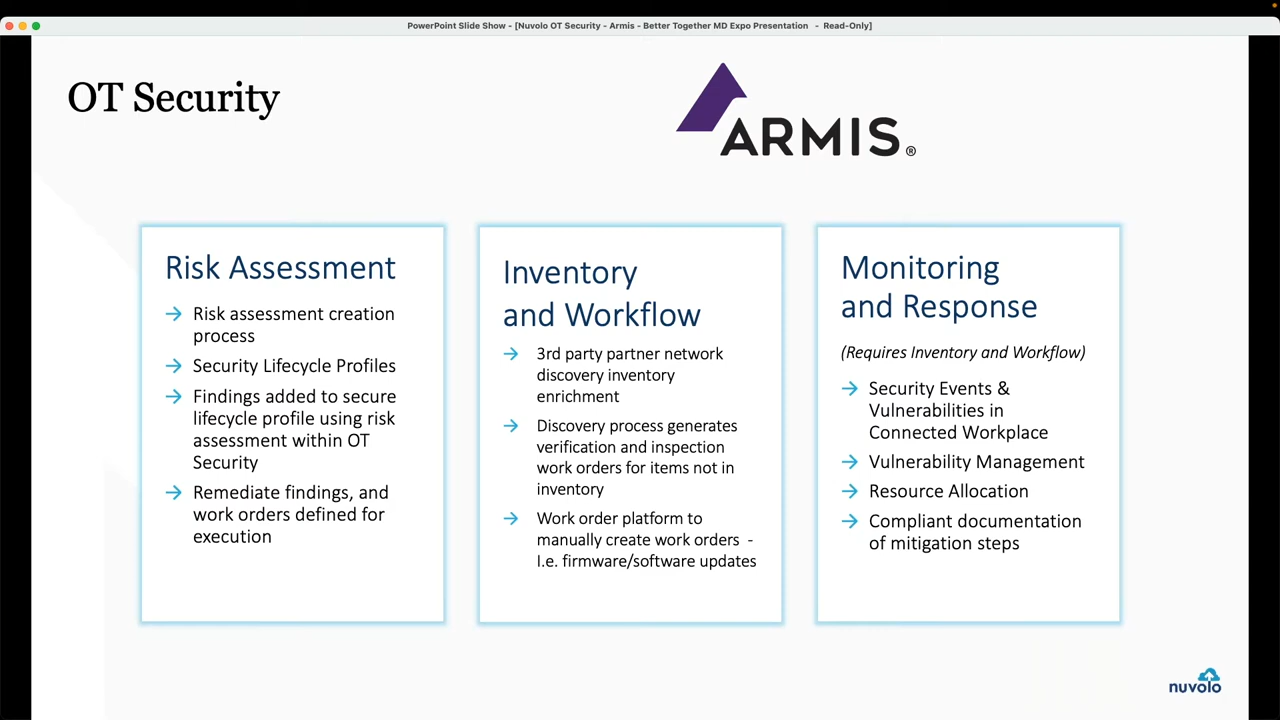 PowerPoint Slide Show - [Nuvolo OT Security - Armis - Better Together MD Expo Presentation - Read-Only]
OT Security
ARMIS®
Risk Assessment
→ Risk assessment creation
process
→ Security Lifecycle Profiles
→ Findings added to secure
lifecycle profile using risk
assessment within OT
Security
→ Remediate findings, and
work orders defined for
execution
Inventory
and Workflow
→ 3rd party partner network
discovery inventory
enrichment
→ Discovery process generates
verification and inspection
work orders for items not in
inventory
→ Work order platform to
manually create work orders -
I.e. firmware/software updates
Monitoring
and Response
(Requires Inventory and Workflow)
→ Security Events &
Vulnerabilities in
Connected Workplace
→ Vulnerability Management
→ Resource Allocation
→ Compliant documentation
of mitigation steps
nuvolo